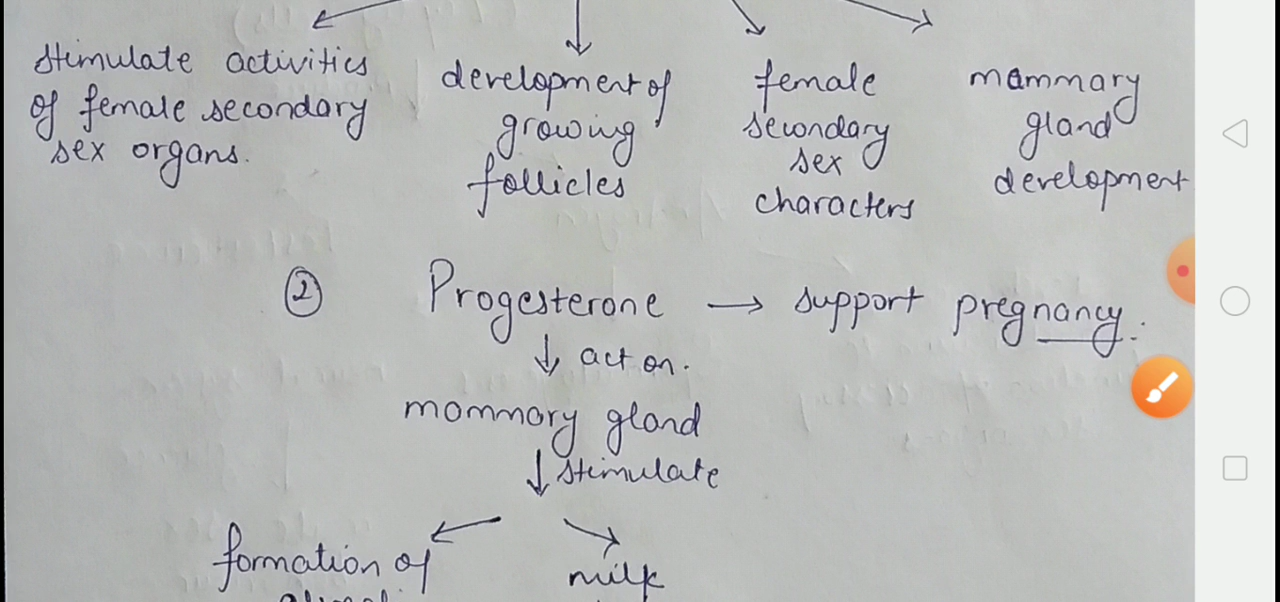 stimulate activities
of female secondary
sex organs.
development of
growing
follicles
female
secondary
sex
characters
mammary
gland
development
② Progesterone → support pregnancy.
↓ act on.
mommory gland
↓ stimulate
formation of
milk